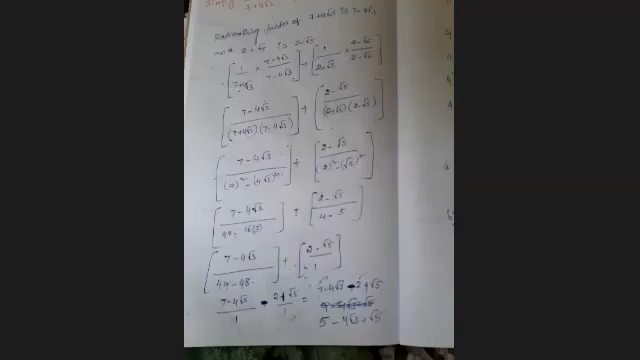 Simplify 7+4√3
Rationalising factor of 7+4√3 is 7-4√3
and 2+√5 is 2-√5
[1/7+4√3 × 7-4√3/7-4√3] + [1/2+√5 × 2-√5/2-√5]
[7-4√3/(7+4√3)(7-4√3)] + [2-√5/(2+√5)(2-√5)]
[7-4√3/(7)²-(4√3)²] + [2-√5/(2)²-(√5)²]
[7-4√3/49-16(3)] + [2-√5/4-5]
[7-4√3/49-48] + [2-√5/-1]
7-4√3/1 - 2+√5/1 = 7-4√3-2+√5
5-4√3+√5